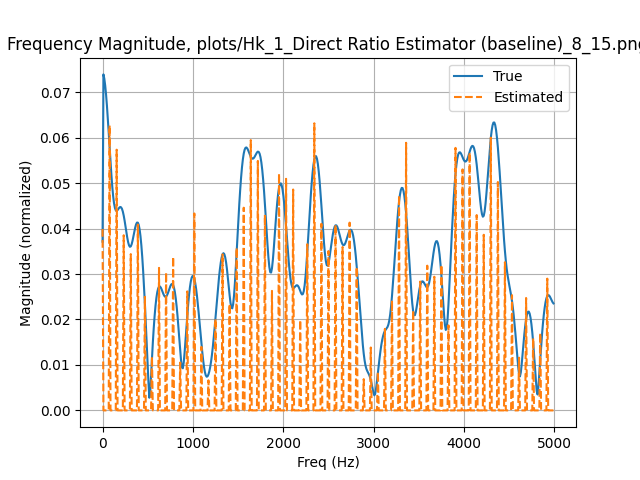 Frequency Magnitude, plots/Hk_1_Direct Ratio Estimator (baseline)_8_15.png
True
Estimated
0.07
0.06
0.05
0.04
0.03
0.02
0.01
0.00
Magnitude (normalized)
0
1000
2000
3000
4000
5000
Freq (Hz)